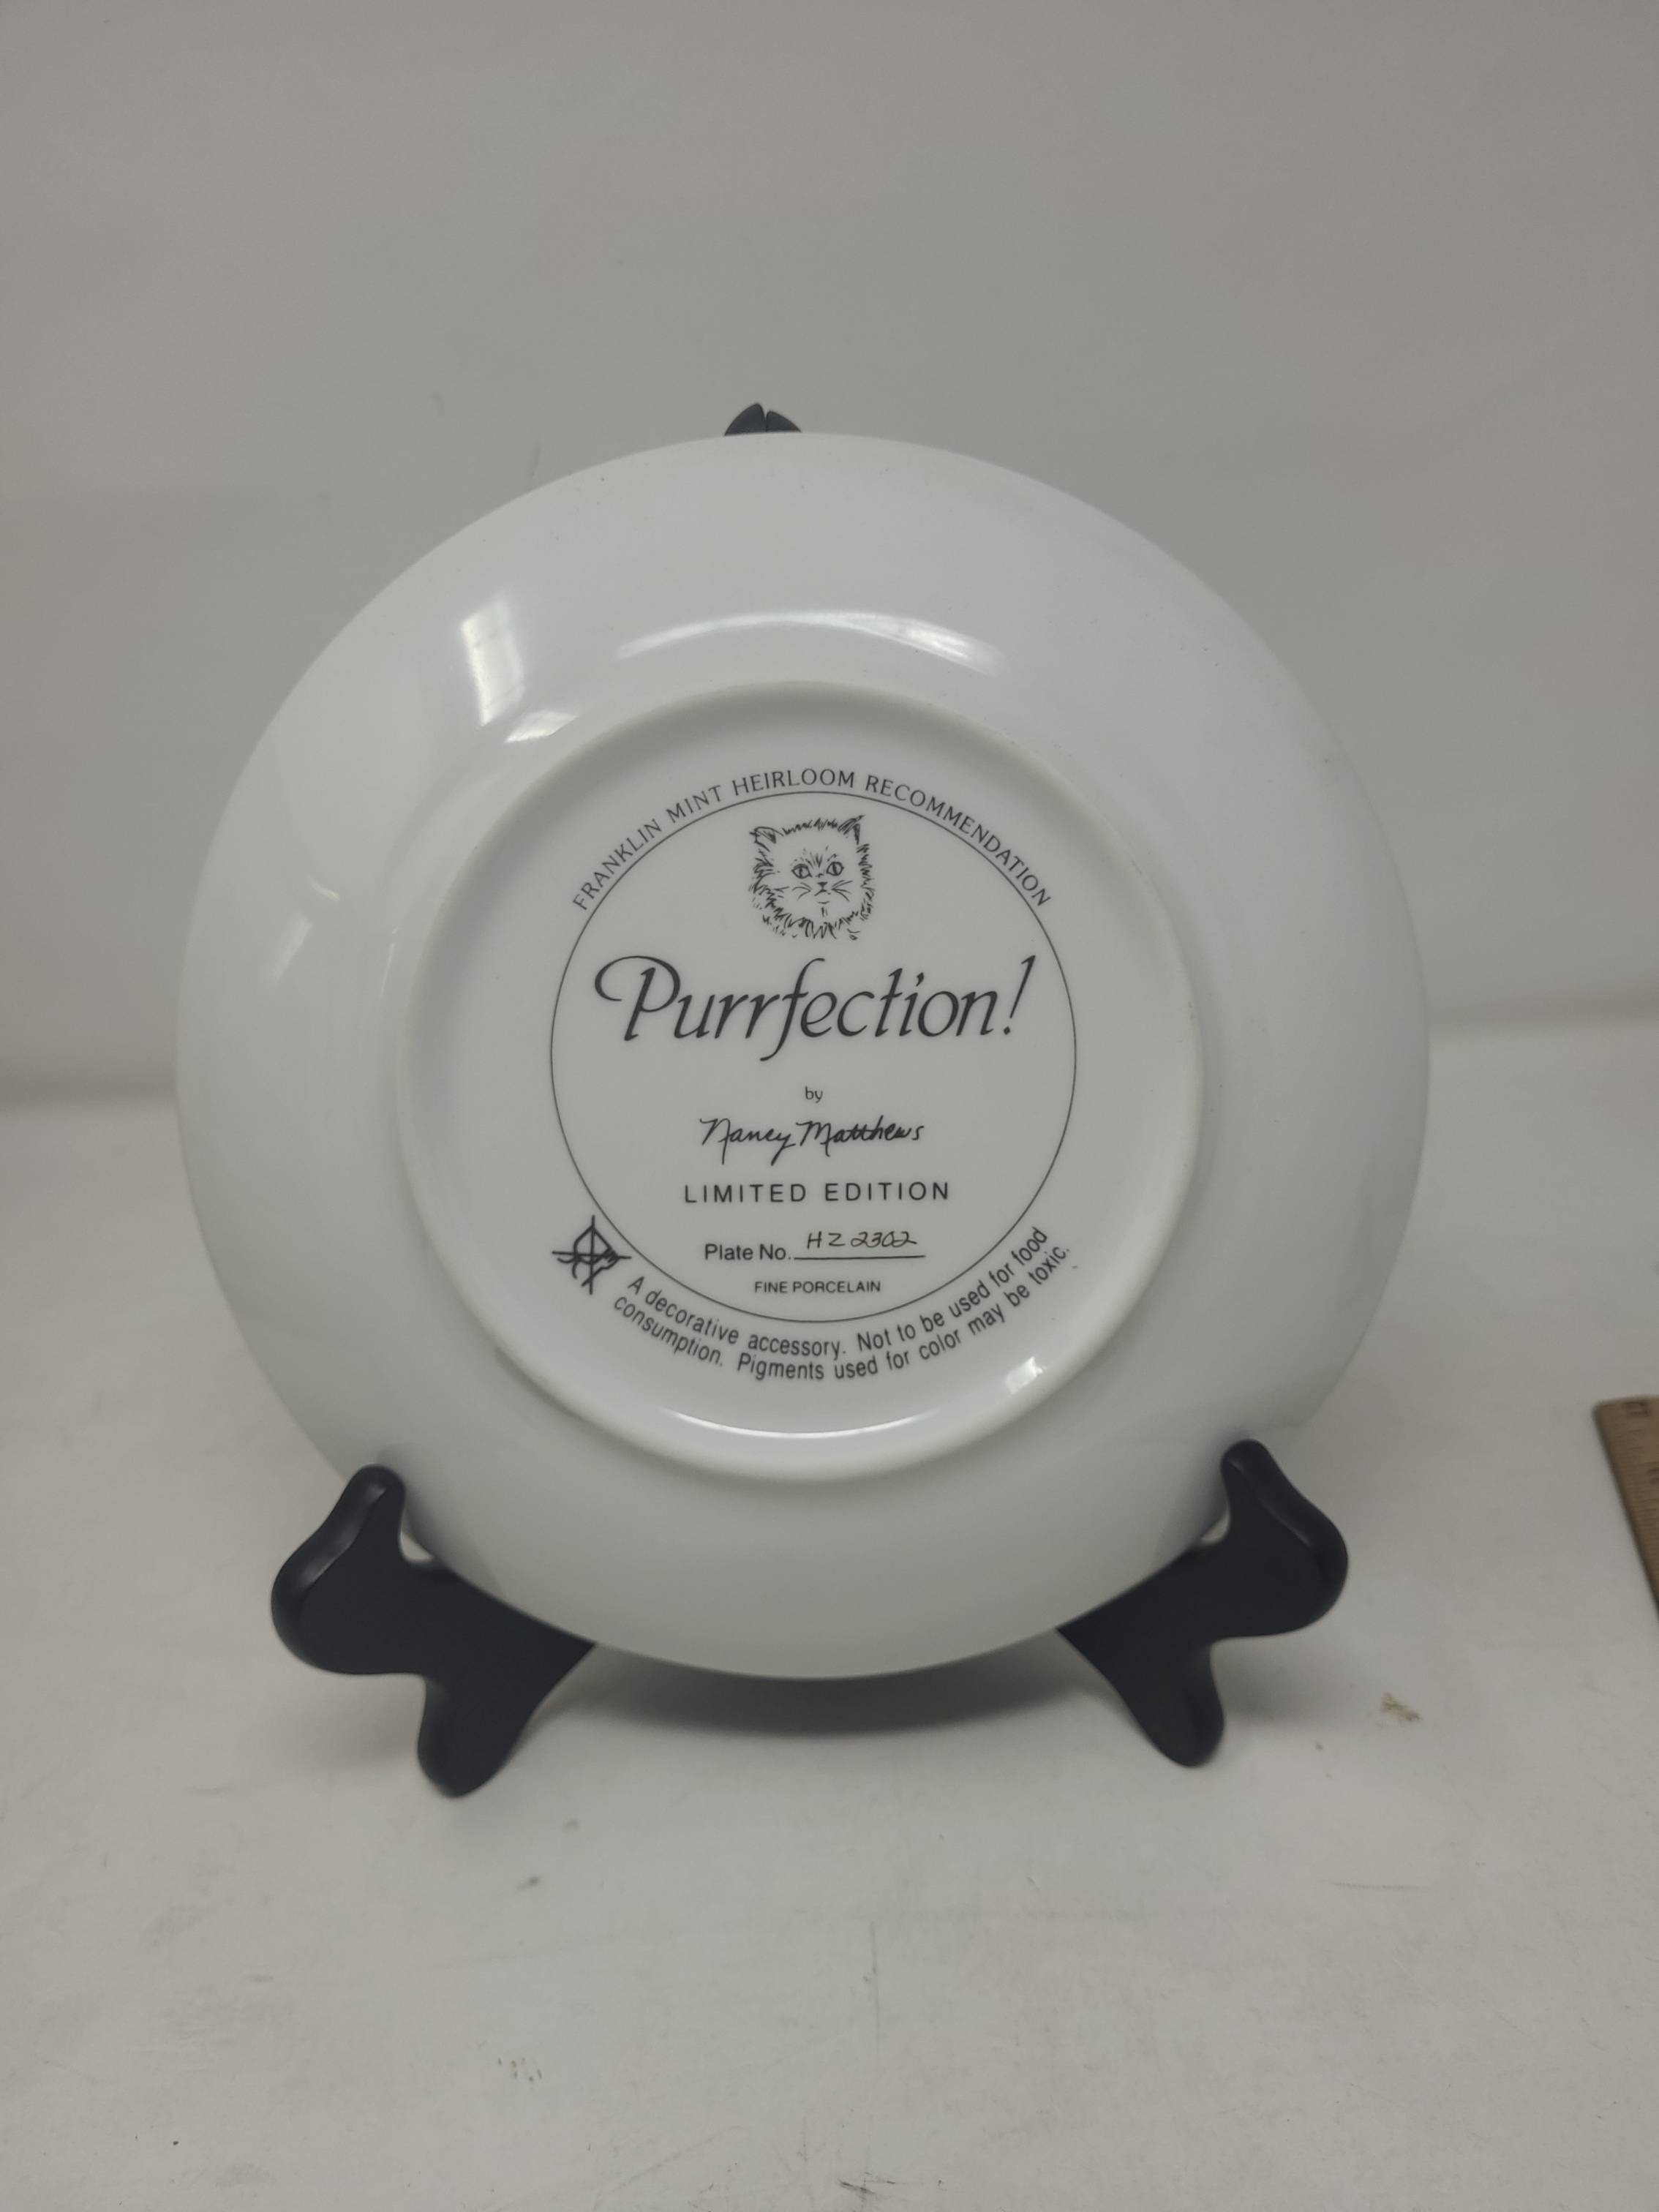 FRANKLIN MINT HEIRLOOM RECOMMENDATION
Purrfection!
by
Nancy Matthews
LIMITED EDITION
Plate No. HZ2302
FINE PORCELAIN
A decorative accessory. Not to be used for food
consumption. Pigments used for color may be toxic.